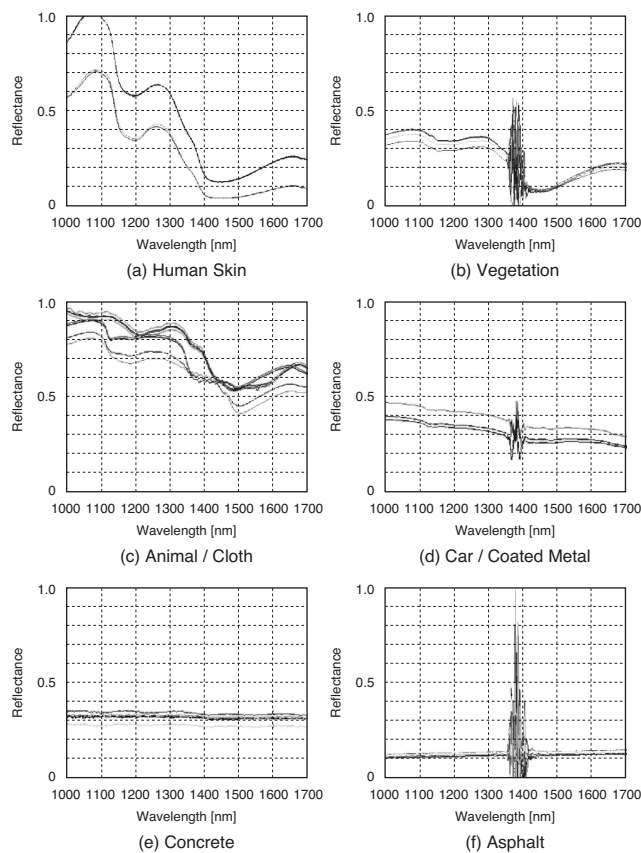 1.0 1.0
0.5 0.5
0 0
Reflectance Reflectance
1000 1100 1200 1300 1400 1500 1600 1700 1000 1100 1200 1300 1400 1500 1600 1700
Wavelength [nm] Wavelength [nm]
(a) Human Skin (b) Vegetation
1.0 1.0
0.5 0.5
0 0
Reflectance Reflectance
1000 1100 1200 1300 1400 1500 1600 1700 1000 1100 1200 1300 1400 1500 1600 1700
Wavelength [nm] Wavelength [nm]
(c) Animal / Cloth (d) Car / Coated Metal
1.0 1.0
0.5 0.5
0 0
Reflectance Reflectance
1000 1100 1200 1300 1400 1500 1600 1700 1000 1100 1200 1300 1400 1500 1600 1700
Wavelength [nm] Wavelength [nm]
(e) Concrete (f) Asphalt